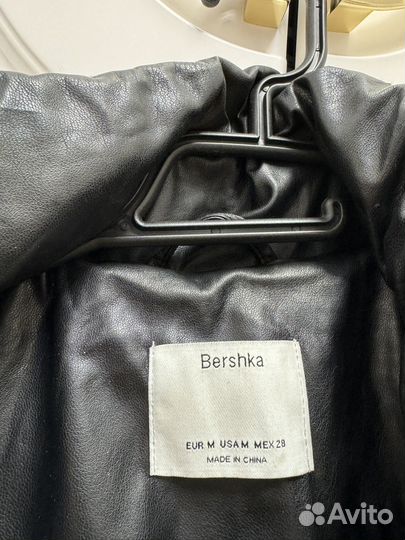 Bershka
EUR.M USA M MEX 28
MADE IN CHINA
Avito